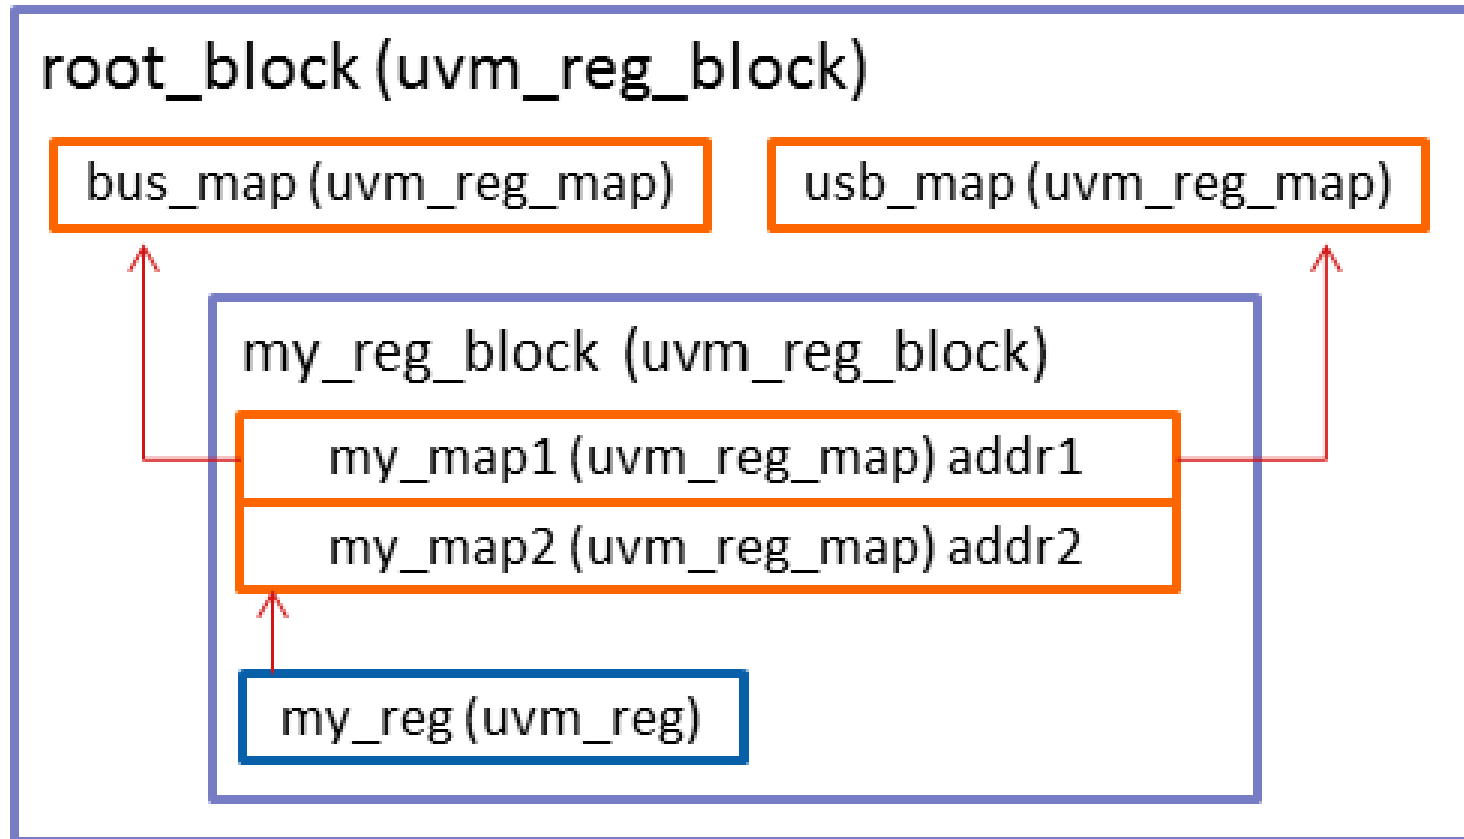 root_block (uvm_reg_block)
bus_map (uvm_reg_map)
usb_map (uvm_reg_map)
my_reg_block (uvm_reg_block)
my_map1 (uvm_reg_map) addr1
my_map2 (uvm_reg_map) addr2
my_reg (uvm_reg)